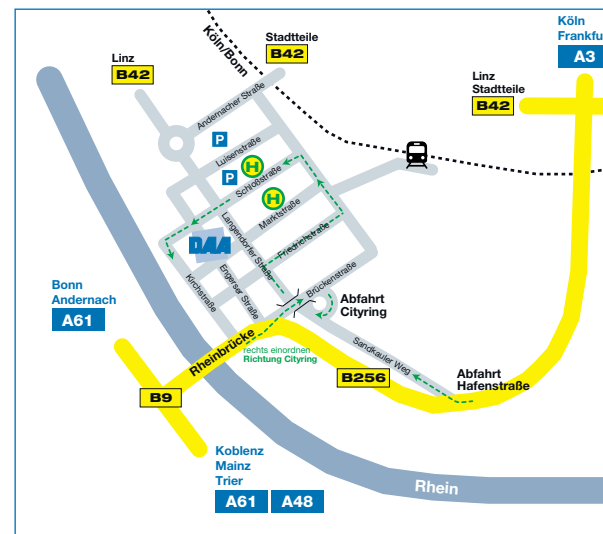 Köln
Frankfu
A3
Stadtteile
B42
Linz
B42
Köln/Bonn
Linz
Stadtteile
B42
Andernacher Straße
P
Luisenstraße
H
P
Schloßstraße
H
Marktstraße
Langendorfer Straße
Friedrichstraße
DAA
Engerser Straße
Kirchstraße
Brückenstraße
Bonn
Andernach
A61
Abfahrt
Cityring
Rheinbrücke
rechts einordnen
Richtung Cityring
Sandkauler Weg
B256
Abfahrt
Hafenstraße
B9
Koblenz
Mainz
Trier
A61 A48
Rhein